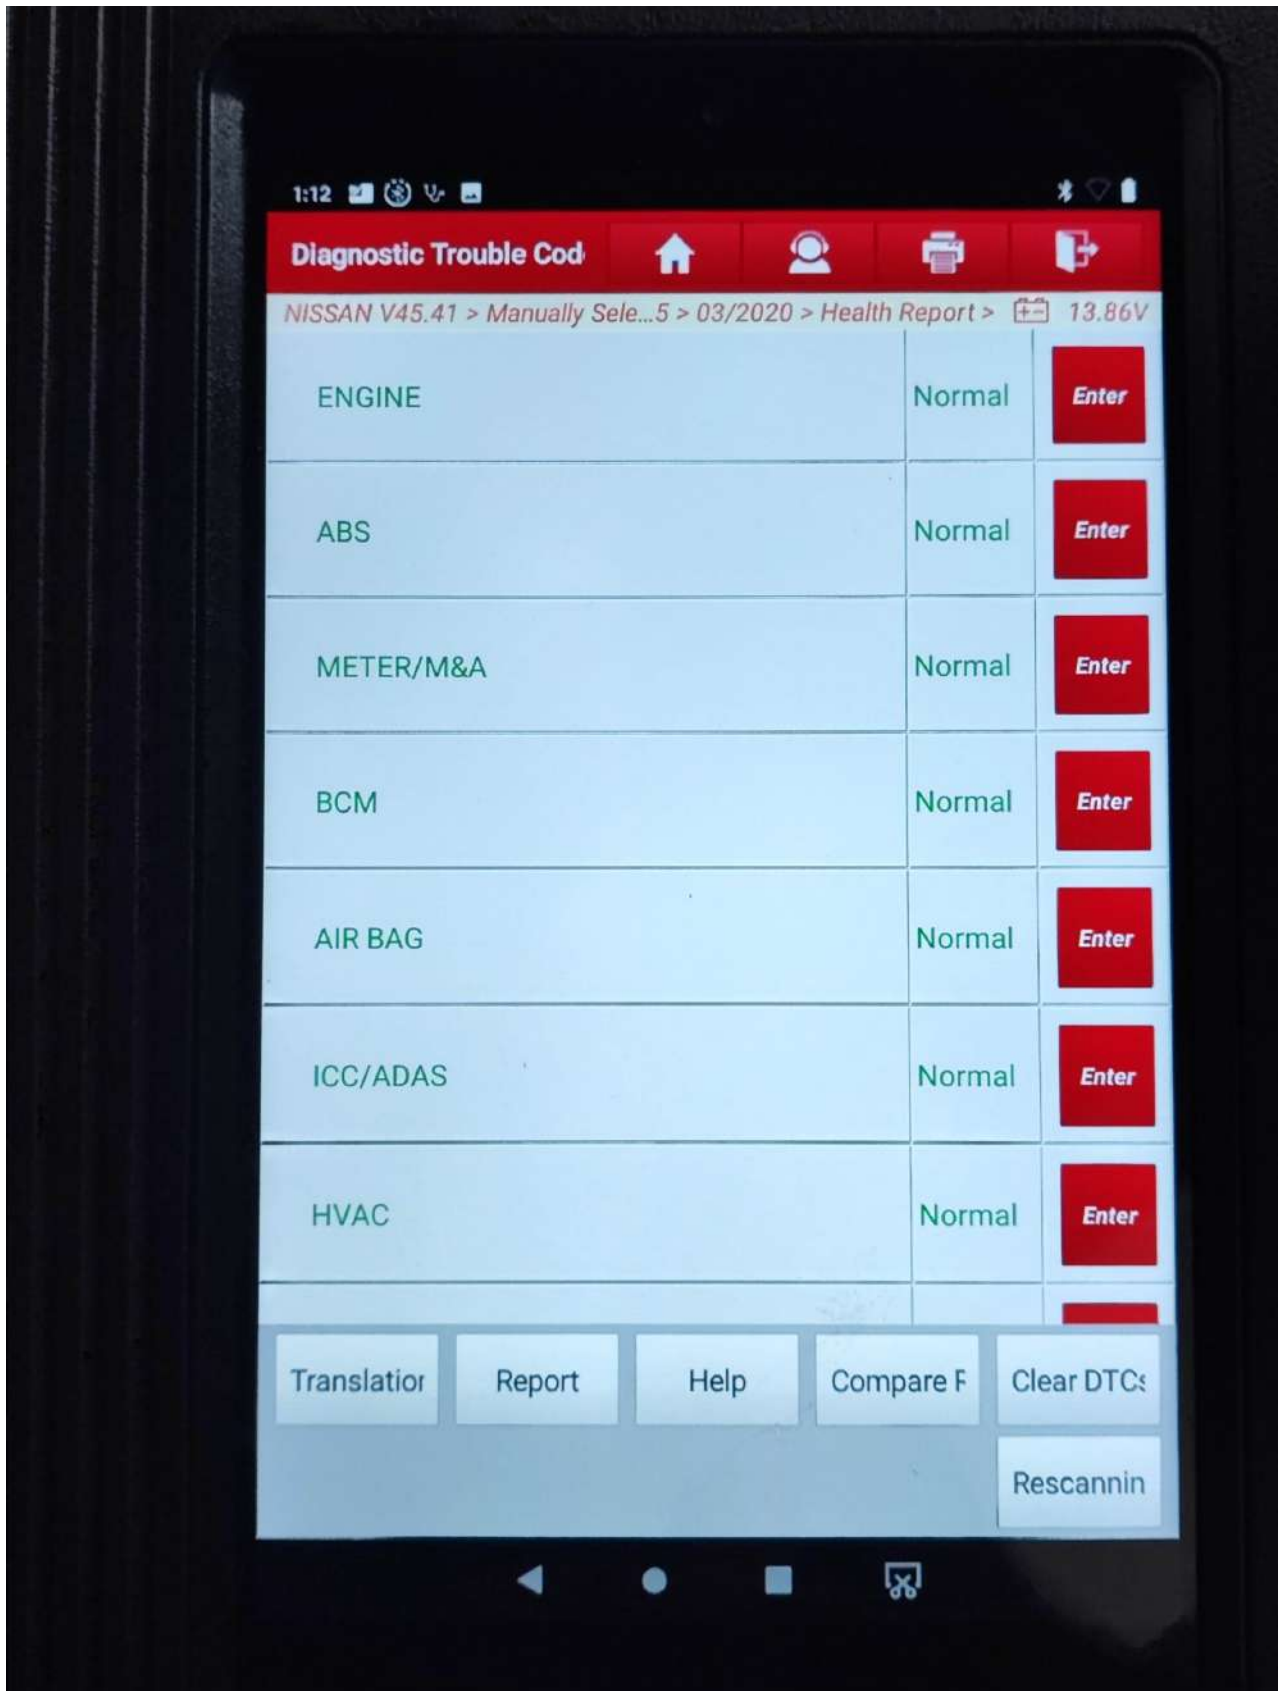 1:12
Diagnostic Trouble Cod
NISSAN V45.41 > Manually Sele...5 > 03/2020 > Health Report > 13.86V
ENGINE Normal Enter
ABS Normal Enter
METER/M&A Normal Enter
BCM Normal Enter
AIR BAG Normal Enter
ICC/ADAS Normal Enter
HVAC Normal Enter
Translation Report Help Compare F Clear DTCs
Rescannin